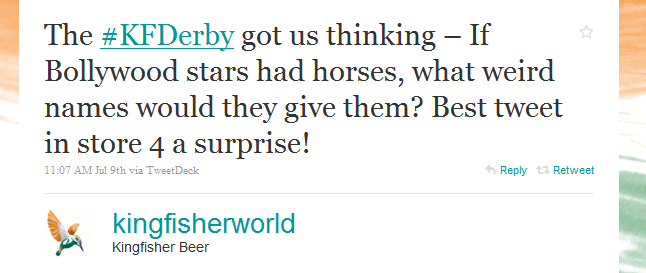 The #KFDerby got us thinking – If
Bollywood stars had horses, what weird
names would they give them? Best tweet
in store 4 a surprise!
11:07 AM Jul 9th via TweetDeck Reply Retweet
kingfisherworld
Kingfisher Beer